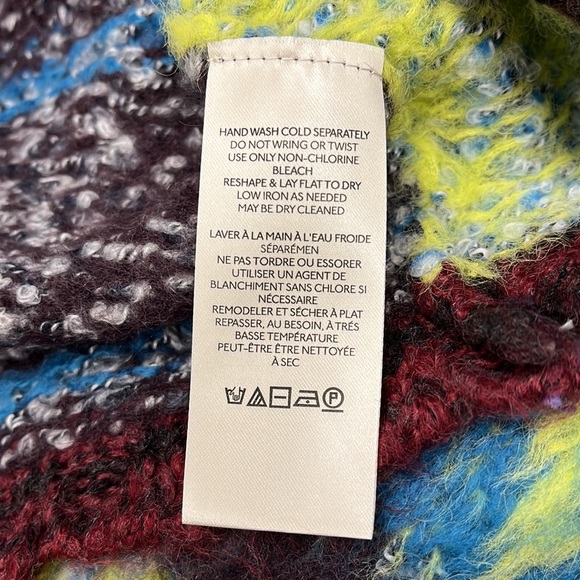 HAND WASH COLD SEPARATELY
DO NOT WRING OR TWIST
USE ONLY NON-CHLORINE
BLEACH
RESHAPE & LAY FLAT TO DRY
LOW IRON AS NEEDED
MAY BE DRY CLEANED
LAVER À LA MAIN À L'EAU FROIDE
SÉPARÉMEN
NE PAS TORDRE OU ESSORER
UTILISER UN AGENT DE
BLANCHIMENT SANS CHLORE SI
NÉCESSAIRE
REMODELER ET SÉCHER À PLAT
REPASSER, AU BESOIN, À TRÉS
BASSE TEMPÉRATURE
PEUT-ÊTRE ÊTRE NETTOYÉE
À SEC
P